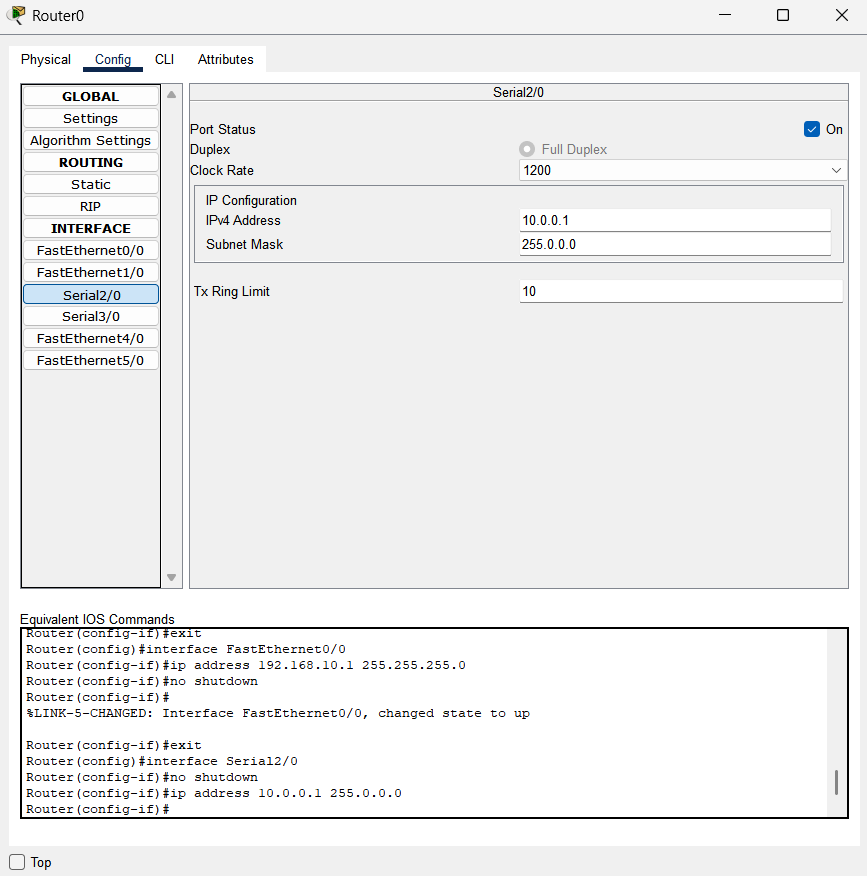 Router0
Physical Config CLI Attributes
GLOBAL
Settings
Algorithm Settings
ROUTING
Static
RIP
INTERFACE
FastEthernet0/0
FastEthernet1/0
Serial2/0
Serial3/0
FastEthernet4/0
FastEthernet5/0
Serial2/0
Port Status On
Duplex Full Duplex
Clock Rate 1200
IP Configuration
IPv4 Address 10.0.0.1
Subnet Mask 255.0.0.0
Tx Ring Limit 10
Equivalent IOS Commands
Router(config-if)#exit
Router(config)#interface FastEthernet0/0
Router(config-if)#ip address 192.168.10.1 255.255.255.0
Router(config-if)#no shutdown
Router(config-if)#
%LINK-5-CHANGED: Interface FastEthernet0/0, changed state to up
Router(config-if)#exit
Router(config)#interface Serial2/0
Router(config-if)#no shutdown
Router(config-if)#ip address 10.0.0.1 255.0.0.0
Router(config-if)#
Top